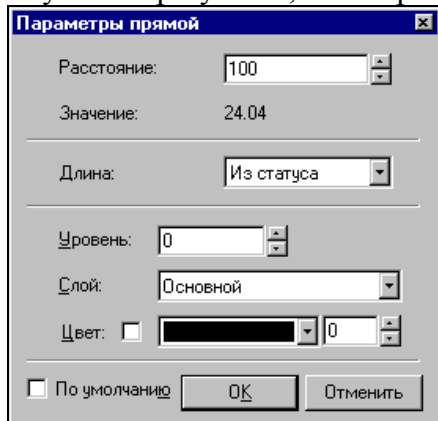 Параметры прямой
Расстояние: 100
Значение: 24.04
Длина: Из статуса
Уровень: 0
Слой: Основной
Цвет: 0
По умолчанию OK Отменить